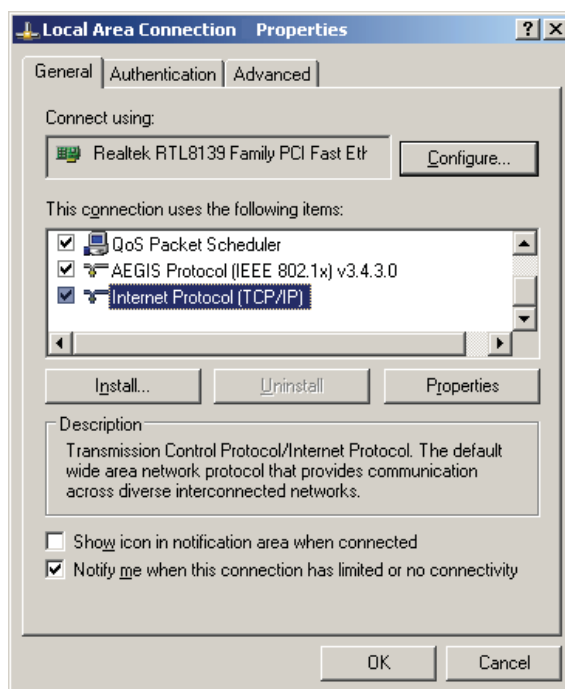 Local Area Connection Properties
General Authentication Advanced
Connect using:
Realtek RTL8139 Family PCI Fast Eth
Configure...
This connection uses the following items:
QoS Packet Scheduler
AEGIS Protocol (IEEE 802.1x) v3.4.3.0
Internet Protocol (TCP/IP)
Install... Uninstall Properties
Description
Transmission Control Protocol/Internet Protocol. The default
wide area network protocol that provides communication
across diverse interconnected networks.
Show icon in notification area when connected
Notify me when this connection has limited or no connectivity
OK Cancel